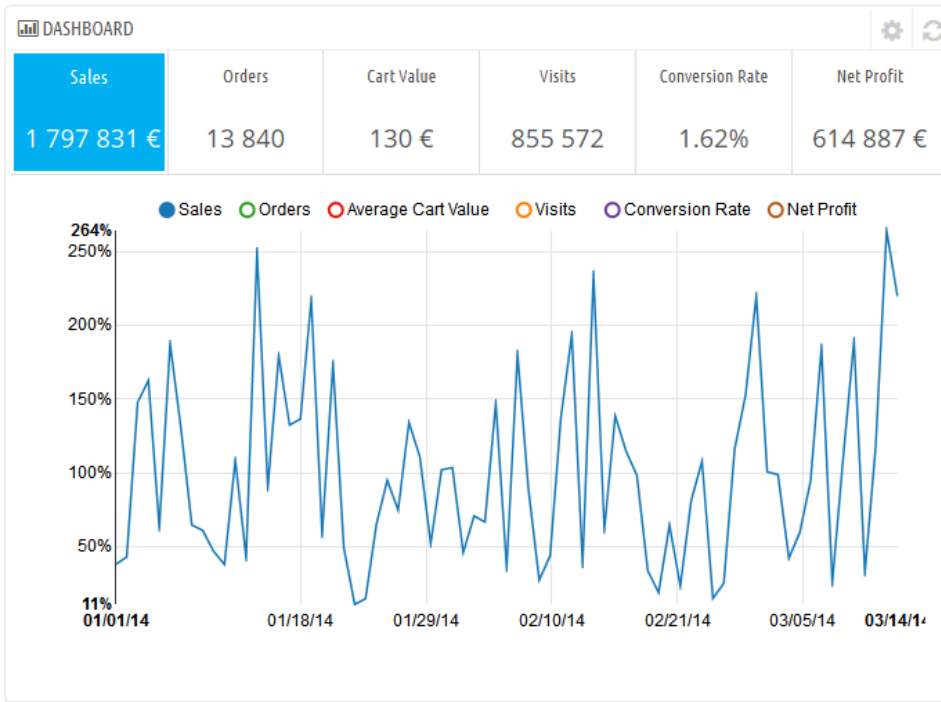 DASHBOARD
Sales Orders Cart Value Visits Conversion Rate Net Profit
1 797 831 € 13 840 130 € 855 572 1.62% 614 887 €
Sales Orders Average Cart Value Visits Conversion Rate Net Profit
264%
250%
200%
150%
100%
50%
11%
01/01/14 01/18/14 01/29/14 02/10/14 02/21/14 03/05/14 03/14/14